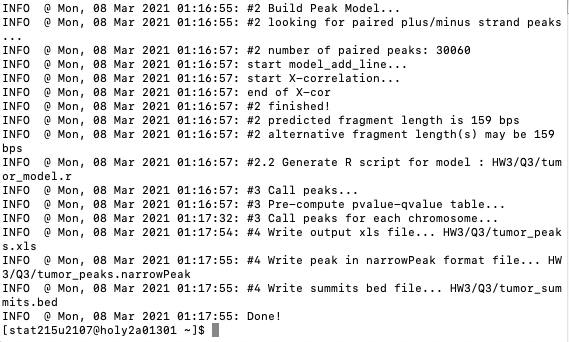 INFO  @ Mon, 08 Mar 2021 01:16:55: #2 Build Peak Model...
INFO  @ Mon, 08 Mar 2021 01:16:55: #2 looking for paired plus/minus strand peaks
...
INFO  @ Mon, 08 Mar 2021 01:16:57: #2 number of paired peaks: 30060
INFO  @ Mon, 08 Mar 2021 01:16:57: start model_add_line...
INFO  @ Mon, 08 Mar 2021 01:16:57: start X-correlation...
INFO  @ Mon, 08 Mar 2021 01:16:57: end of X-cor
INFO  @ Mon, 08 Mar 2021 01:16:57: #2 finished!
INFO  @ Mon, 08 Mar 2021 01:16:57: #2 predicted fragment length is 159 bps
INFO  @ Mon, 08 Mar 2021 01:16:57: #2 alternative fragment length(s) may be 159
bps
INFO  @ Mon, 08 Mar 2021 01:16:57: #2.2 Generate R script for model : HW3/Q3/tum
or_model.r
INFO  @ Mon, 08 Mar 2021 01:16:57: #3 Call peaks...
INFO  @ Mon, 08 Mar 2021 01:16:57: #3 Pre-compute pvalue-qvalue table...
INFO  @ Mon, 08 Mar 2021 01:17:32: #3 Call peaks for each chromosome...
INFO  @ Mon, 08 Mar 2021 01:17:54: #4 Write output xls file... HW3/Q3/tumor_peak
s.xls
INFO  @ Mon, 08 Mar 2021 01:17:55: #4 Write peak in narrowPeak format file... HW
3/Q3/tumor_peaks.narrowPeak
INFO  @ Mon, 08 Mar 2021 01:17:55: #4 Write summits bed file... HW3/Q3/tumor_sum
mits.bed
INFO  @ Mon, 08 Mar 2021 01:17:55: Done!
[stat215u2107@holy2a01301 ~]$